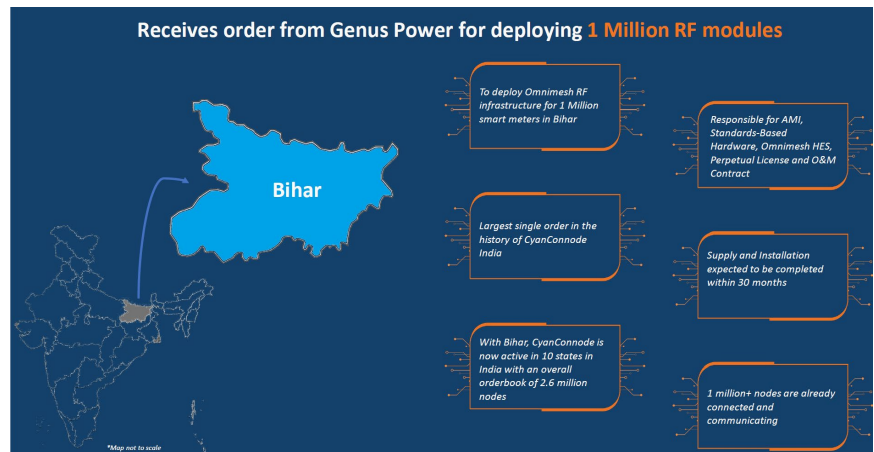 Receives order from Genus Power for deploying 1 Million RF modules
To deploy Omnimesh RF
infrastructure for 1 Million
smart meters in Bihar
Responsible for AMI,
Standards-Based
Hardware, Omnimesh HES,
Perpetual License and O&M
Contract
Bihar
Largest single order in the
history of CyanConnode
India
Supply and Installation
expected to be completed
within 30 months
With Bihar, CyanConnode is
now active in 10 states in
India with an overall
orderbook of 2.6 million
nodes
1 million+ nodes are already
connected and
communicating
*Map not to scale